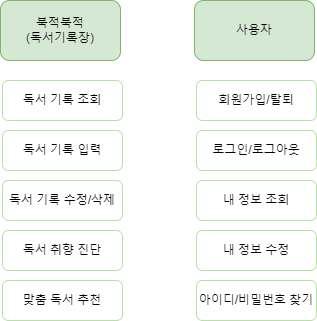 북적북적
(독서기록장)
독서 기록 조회
독서 기록 입력
독서 기록 수정/삭제
독서 취향 진단
맞춤 독서 추천
사용자
회원가입/탈퇴
로그인/로그아웃
내 정보 조회
내 정보 수정
아이디/비밀번호 찾기